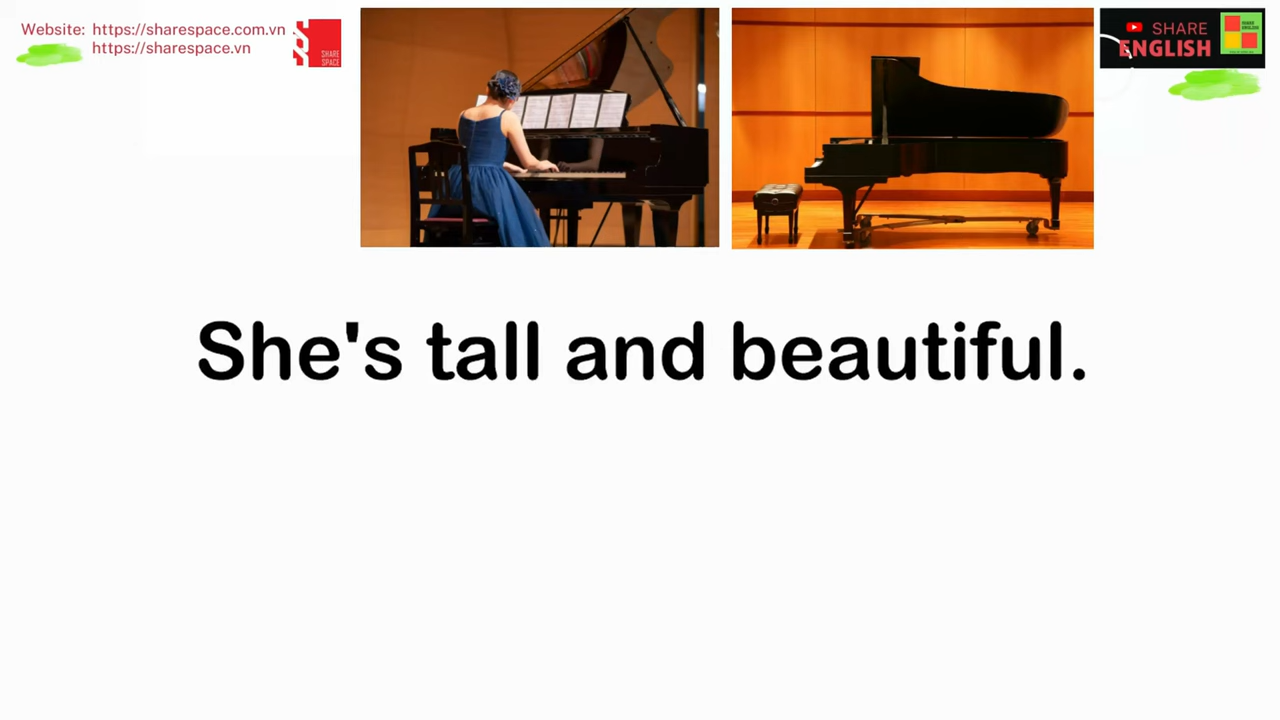 Website: https://sharespace.com.vn
https://sharespace.vn
SHARE
SPACE
SHARE
ENGLISH
She's tall and beautiful.